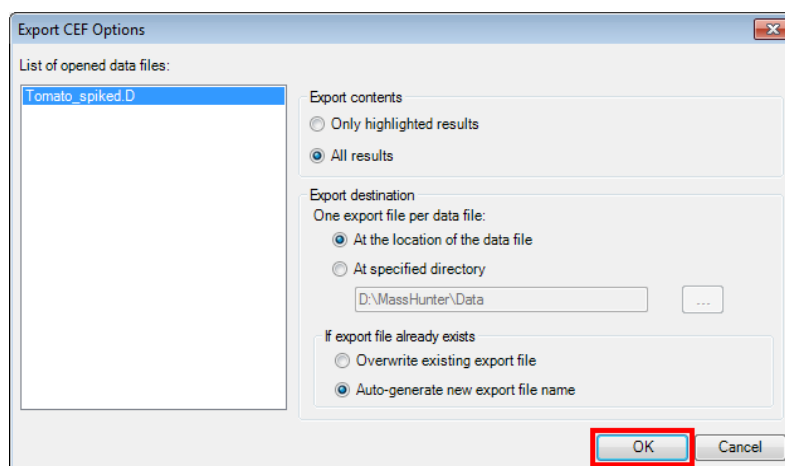 Export CEF Options
List of opened data files:
Tomato_spiked.D
Export contents
Only highlighted results
All results
Export destination
One export file per data file:
At the location of the data file
At specified directory
D:\MassHunter\Data
...
If export file already exists
Overwrite existing export file
Auto-generate new export file name
OK
Cancel